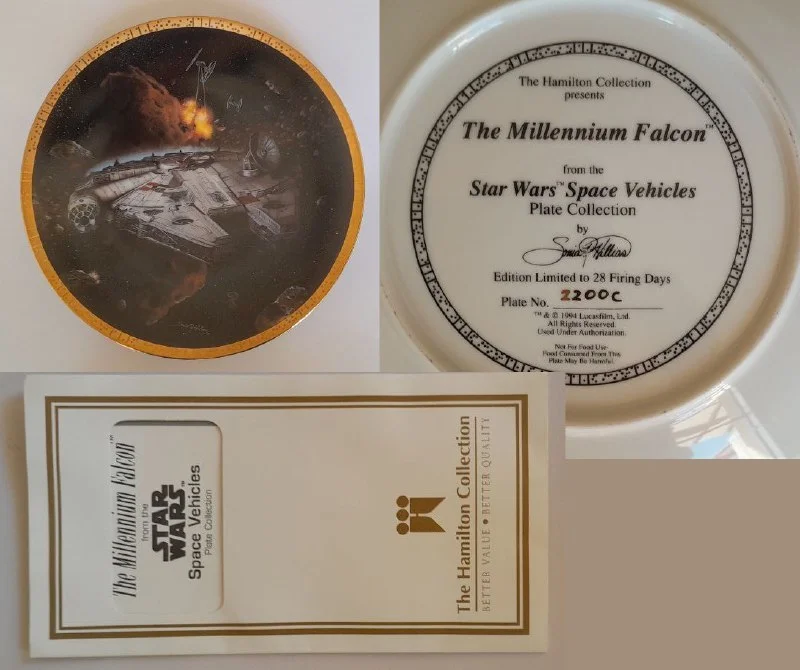 The Hamilton Collection
presents
The Millennium Falcon™
from the
Star Wars™ Space Vehicles
Plate Collection
by
Edition Limited to 28 Firing Days
Plate No. 2200C
™ & © 1994 Lucasfilm, Ltd.
All Rights Reserved.
Used Under Authorization.
Not For Food Use-
Food Consumed From This
Plate May Be Harmful.
The Millennium Falcon™
from the
STAR
WARS™
Space Vehicles
Plate Collection
The Hamilton Collection
BETTER VALUE • BETTER QUALITY